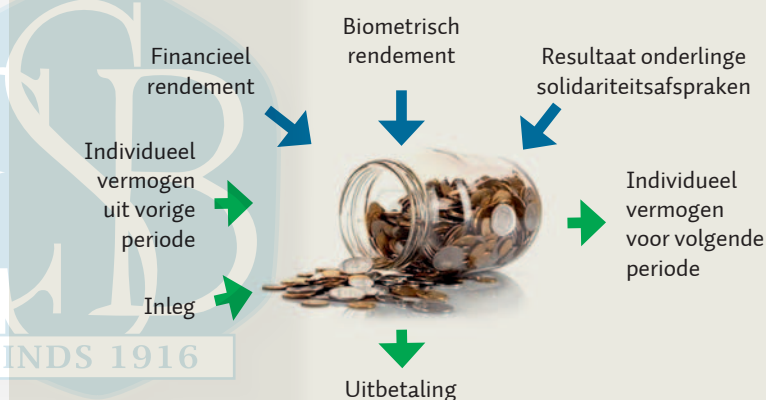 Biometrisch
rendement
Financieel
rendement
Resultaat onderlinge
solidariteitsafspraken
Individueel
vermogen
uit vorige
periode
Individueel
vermogen
voor volgende
periode
Inleg
INDS 1916
Uitbetaling